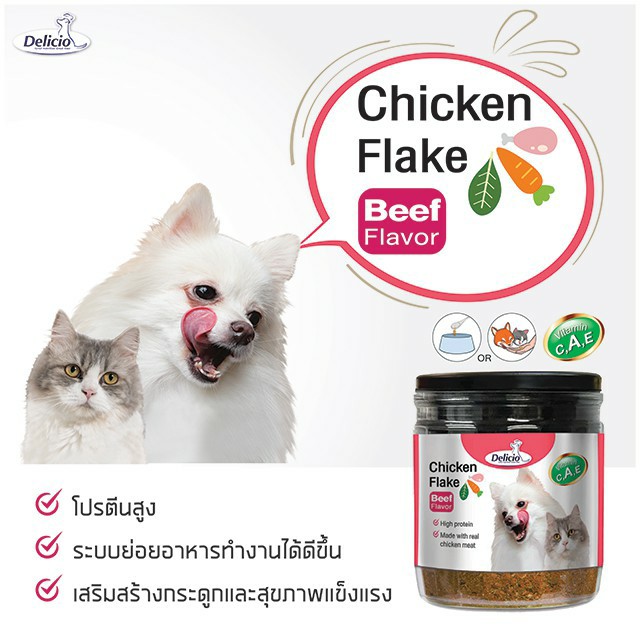 Delicio
Chicken
Flake
Beef
Flavor
OR
Vitamin
C,A,E
Delicio
Chicken
Flake
Beef
Flavor
C,A,E
High protein
Made with real
chicken meat
โปรตีนสูง
ระบบย่อยอาหารทำงานได้ดีขึ้น
เสริมสร้างกระดูกและสุขภาพแข็งแรง